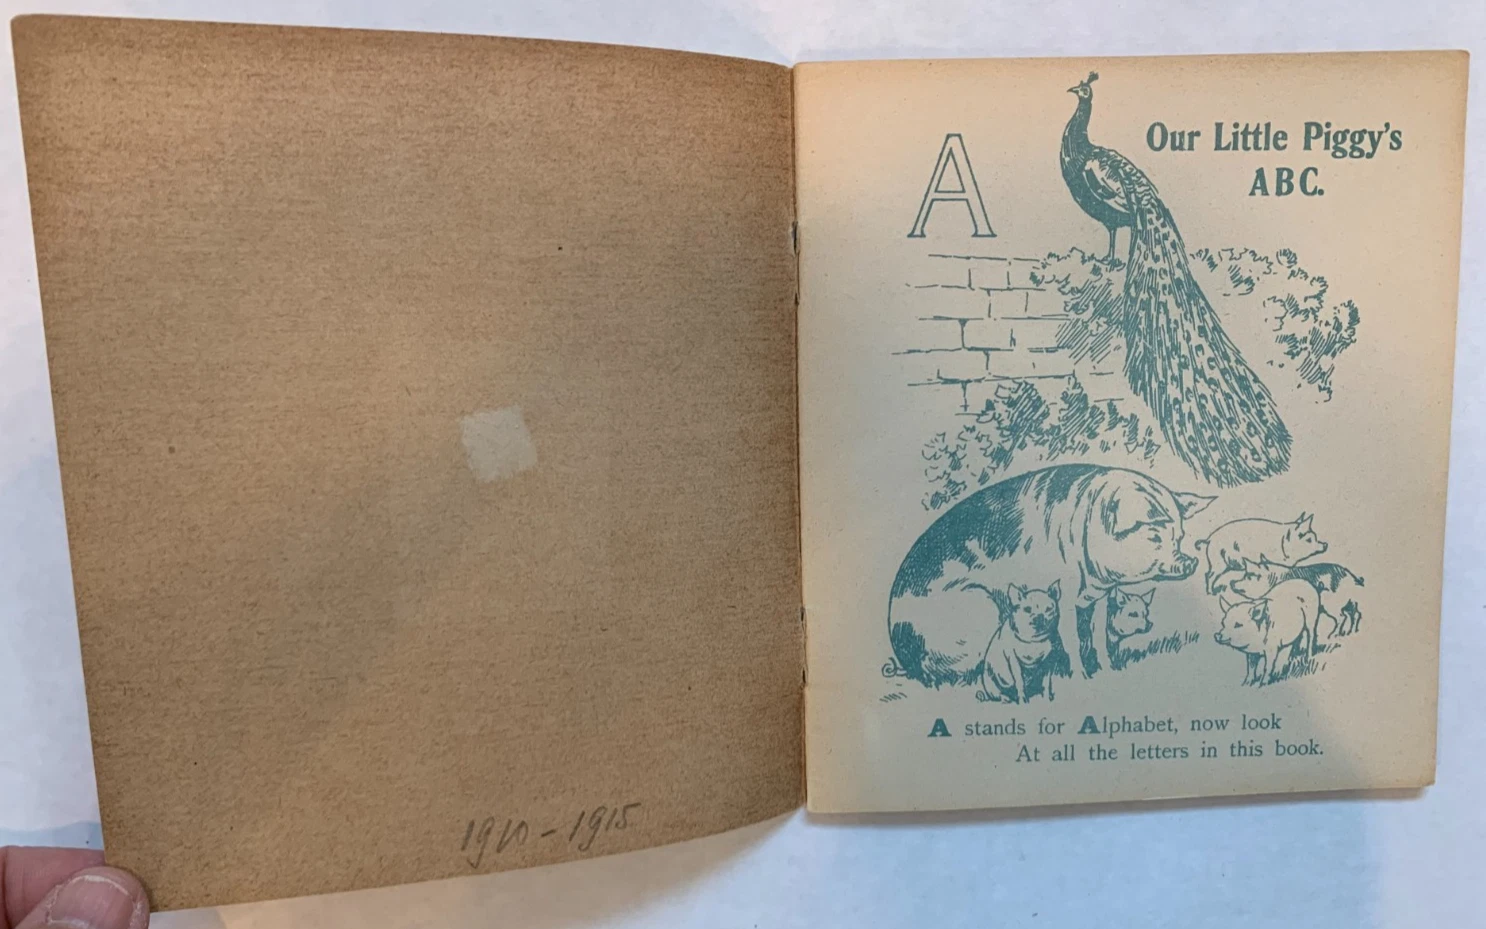 1910-1915
A
Our Little Piggy's
ABC.
A stands for Alphabet, now look
At all the letters in this book.